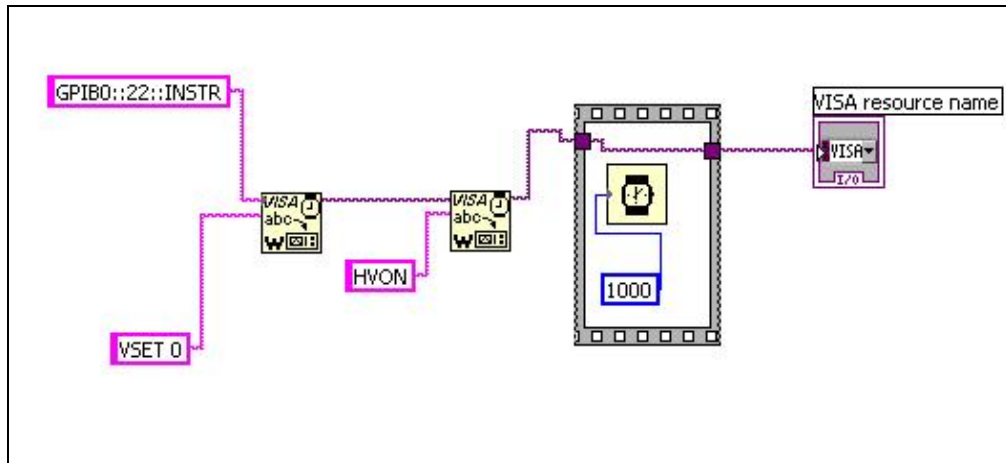 GPIB0::22::INSTR
VISA resource name
VISA
I/O
VISA
abc
W
VISA
abc
W
HVON
1000
VSET 0